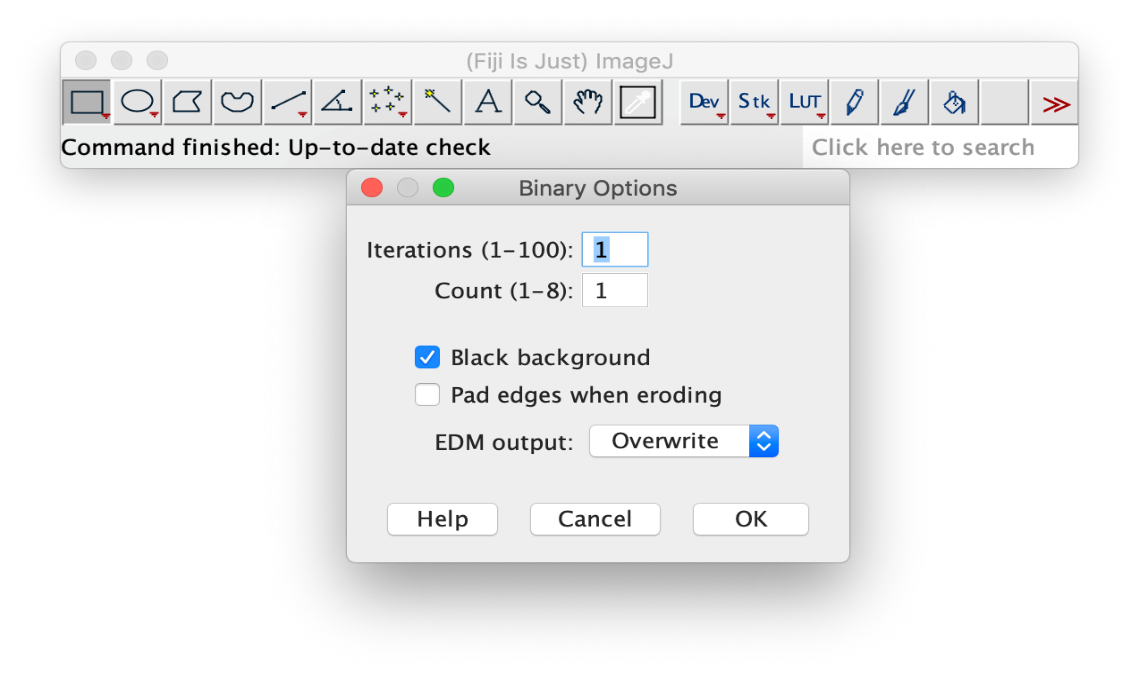 (Fiji Is Just) ImageJ
A Dev Stk LUT >>
Command finished: Up-to-date check Click here to search
Binary Options
Iterations (1-100): 1
Count (1-8): 1
Black background
Pad edges when eroding
EDM output: Overwrite
Help Cancel OK